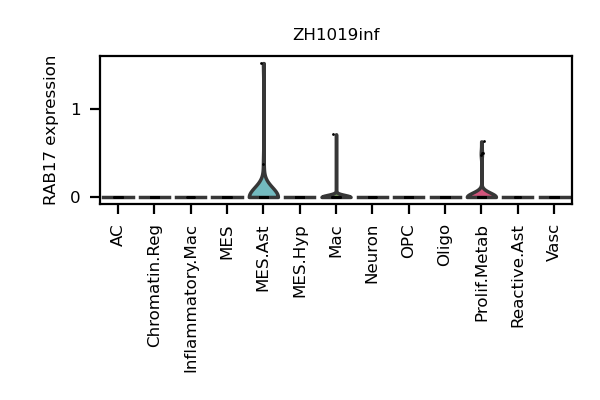 ZH1019inf
RAB17 expression
1
0
AC
Chromatin.Reg
Inflammatory.Mac
MES
MES.Ast
MES.Hyp
Mac
Neuron
OPC
Oligo
Prolif.Metab
Reactive.Ast
Vasc